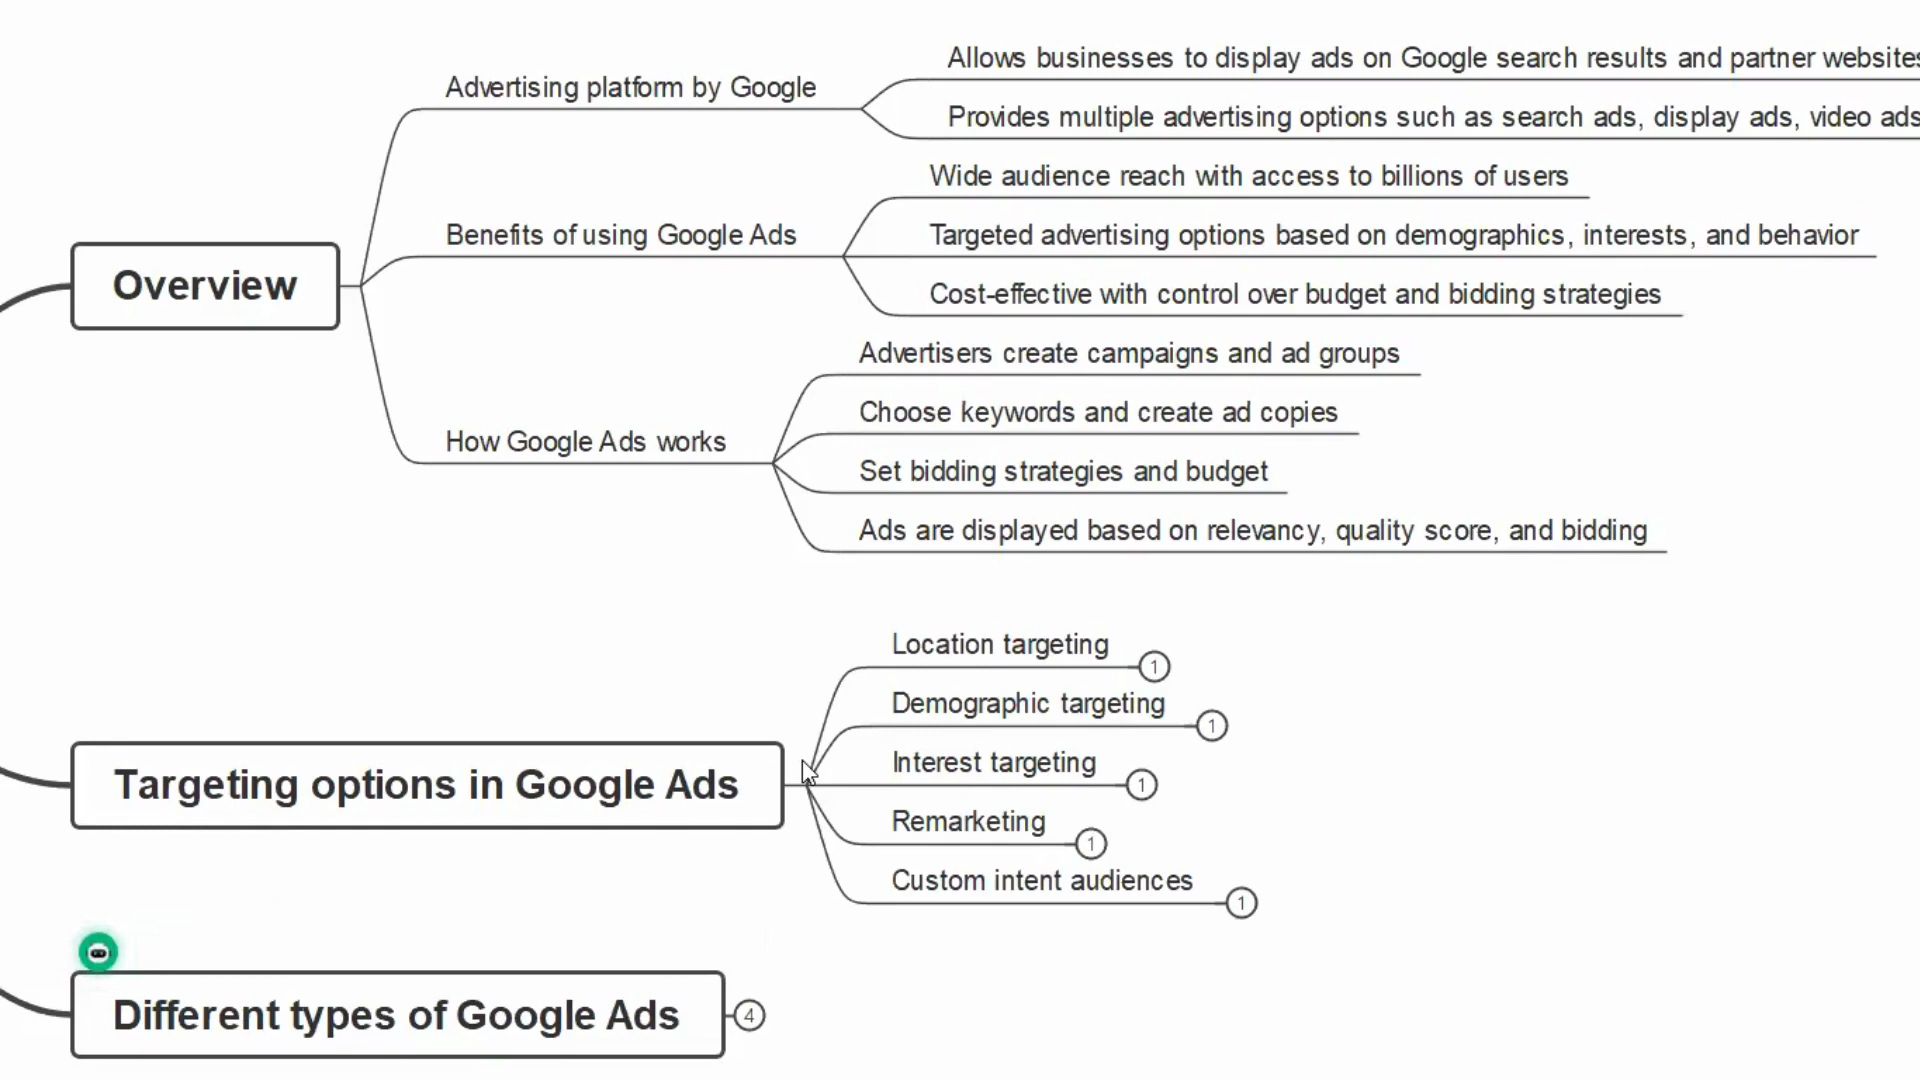 Allows businesses to display ads on Google search results and partner websites
Advertising platform by Google
Provides multiple advertising options such as search ads, display ads, video ads
Wide audience reach with access to billions of users
Benefits of using Google Ads
Targeted advertising options based on demographics, interests, and behavior
Overview
Cost-effective with control over budget and bidding strategies
Advertisers create campaigns and ad groups
Choose keywords and create ad copies
How Google Ads works
Set bidding strategies and budget
Ads are displayed based on relevancy, quality score, and bidding
Location targeting 1
Demographic targeting 1
Targeting options in Google Ads
Interest targeting 1
Remarketing 1
Custom intent audiences 1
Different types of Google Ads 4